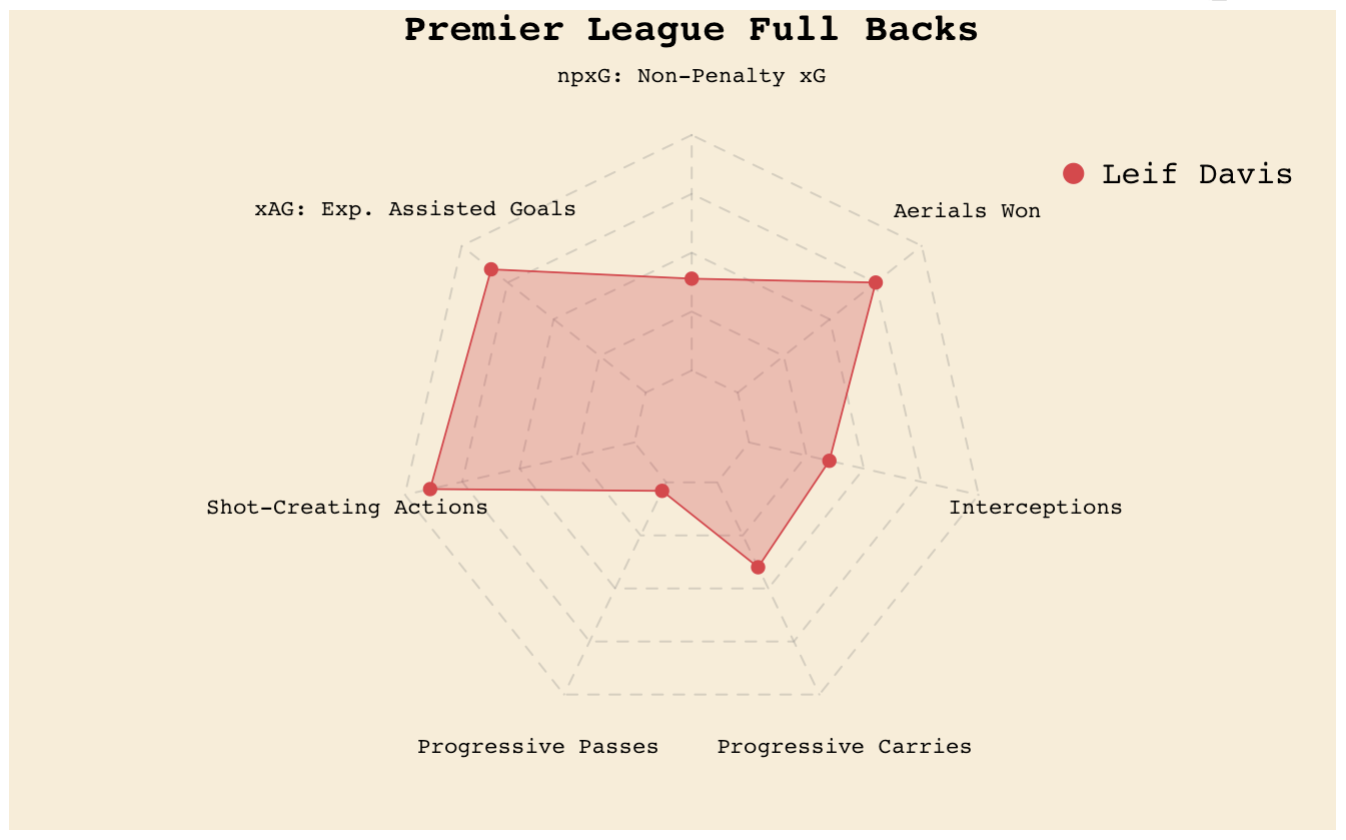 Premier League Full Backs
npxG: Non-Penalty xG
Leif Davis
xAG: Exp. Assisted Goals
Aerials Won
Shot-Creating Actions
Interceptions
Progressive Passes
Progressive Carries